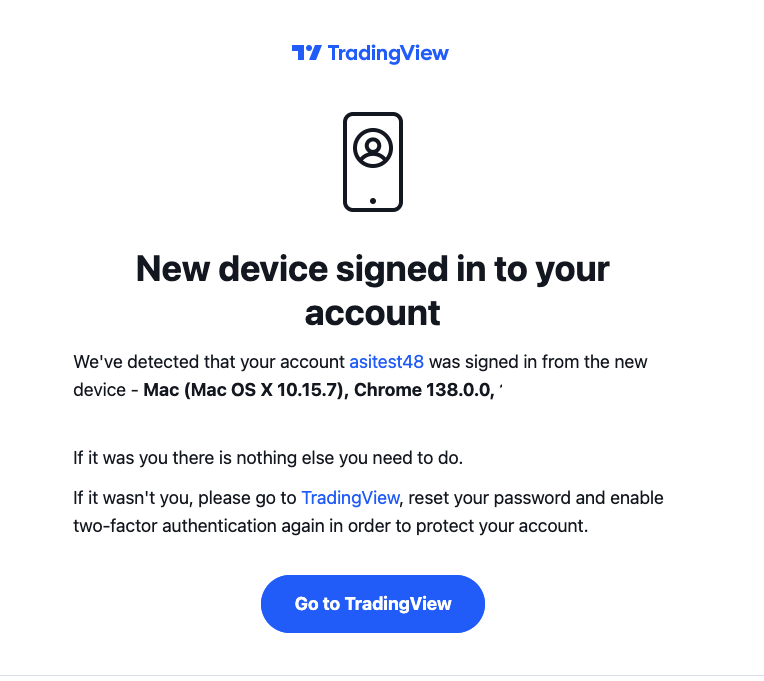 TradingView
New device signed in to your
account
We've detected that your account asitest48 was signed in from the new
device - Mac (Mac OS X 10.15.7), Chrome 138.0.0,
If it was you there is nothing else you need to do.
If it wasn't you, please go to TradingView, reset your password and enable
two-factor authentication again in order to protect your account.
Go to TradingView